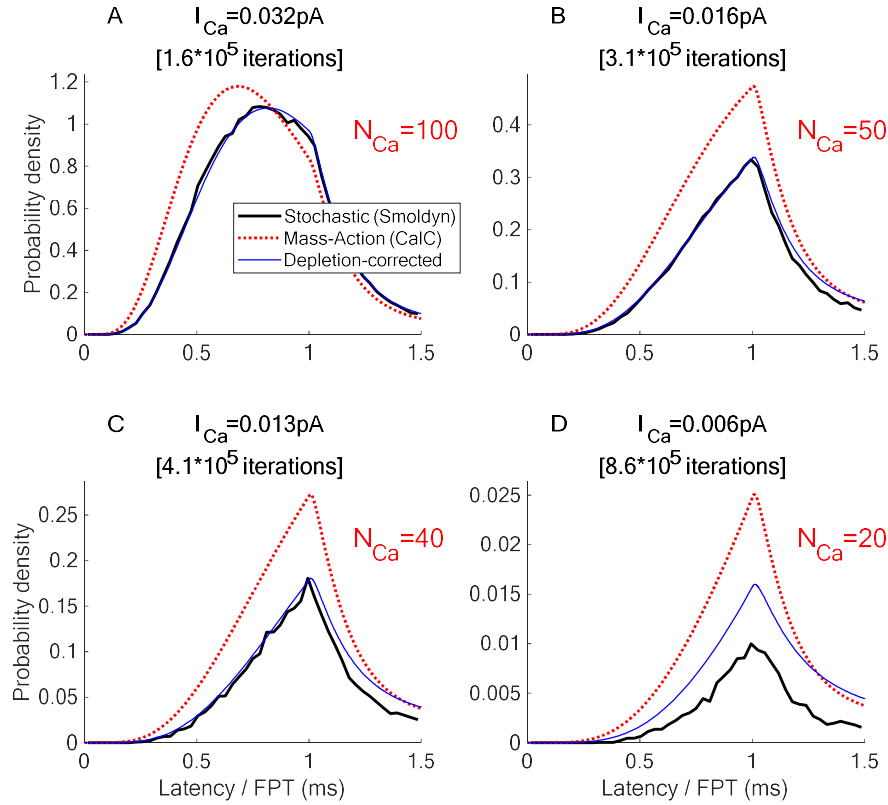 A
I Ca=0.032pA
[1.6*10^5 iterations]
Probability density
1.2
1
0.8
0.6
0.4
0.2
0
0
0.5
1
1.5
N_Ca=100
Stochastic (Smoldyn)
Mass-Action (CalC)
Depletion-corrected
B
I Ca=0.016pA
[3.1*10^5 iterations]
0.4
0.3
0.2
0.1
0
0
0.5
1
1.5
N_Ca=50
C
I Ca=0.013pA
[4.1*10^5 iterations]
Probability density
0.25
0.2
0.15
0.1
0.05
0
0
0.5
1
1.5
N_Ca=40
Latency / FPT (ms)
D
I Ca=0.006pA
[8.6*10^5 iterations]
0.025
0.02
0.015
0.01
0.005
0
0
0.5
1
1.5
N_Ca=20
Latency / FPT (ms)